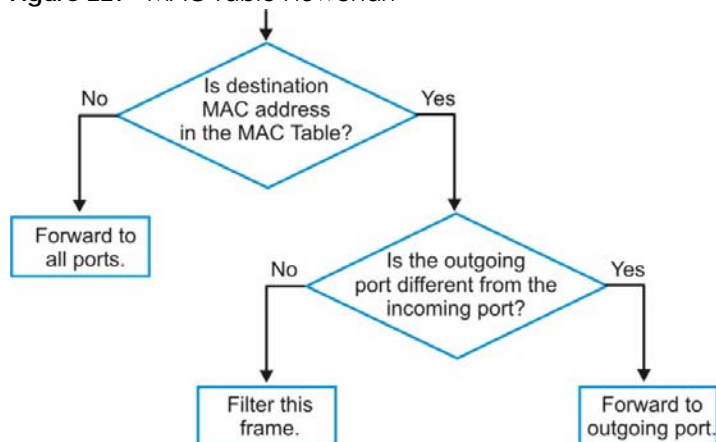 Is destination
MAC address
in the MAC Table?
No
Yes
Forward to
all ports.
Is the outgoing
port different from the
incoming port?
No
Yes
Filter this
frame.
Forward to
outgoing port.